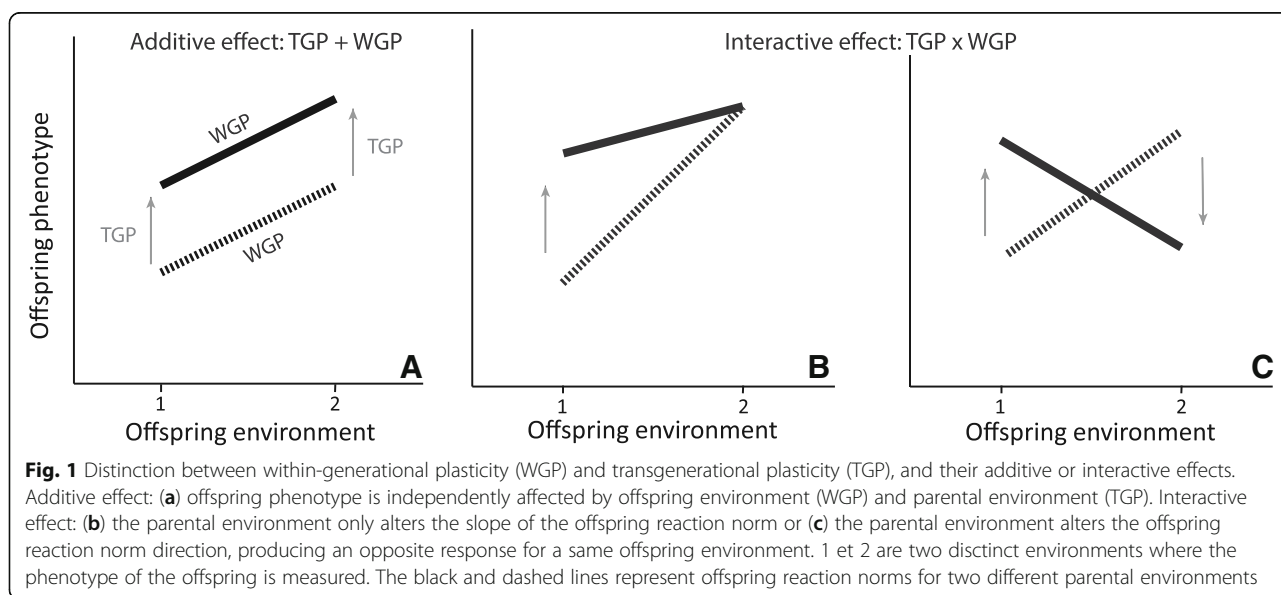 Additive effect: TGP + WGP
Interactive effect: TGP x WGP
Offspring phenotype
WGP
TGP
TGP
WGP
A
B
C
1 2
1 2
1 2
Offspring environment
Offspring environment
Offspring environment
Fig. 1 Distinction between within-generational plasticity (WGP) and transgenerational plasticity (TGP), and their additive or interactive effects.
Additive effect: (a) offspring phenotype is independently affected by offspring environment (WGP) and parental environment (TGP). Interactive
effect: (b) the parental environment only alters the slope of the offspring reaction norm or (c) the parental environment alters the offspring
reaction norm direction, producing an opposite response for a same offspring environment. 1 et 2 are two disctinct environments where the
phenotype of the offspring is measured. The black and dashed lines represent offspring reaction norms for two different parental environments